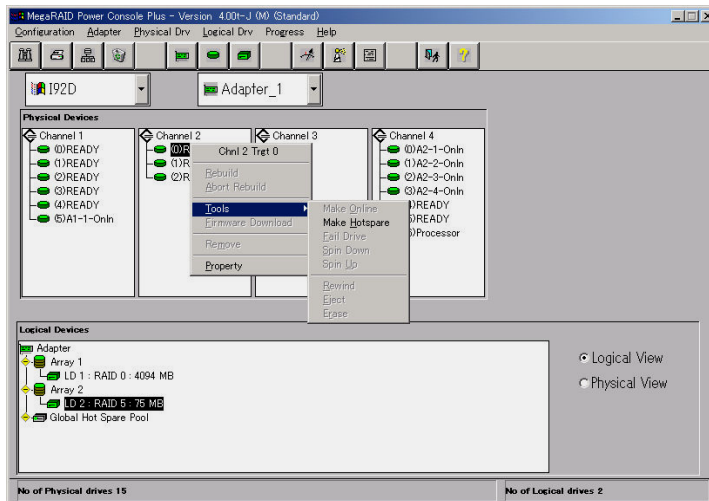 MegaRAID Power Console Plus - Version 4.00t-J (M) (Standard)
Configuration Adapter Physical Drv Logical Drv Progress Help
I92D
Adapter_1
Physical Devices
Channel 1
(0)READY
(1)READY
(2)READY
(3)READY
(4)READY
(5)A1-1-Onln
Channel 2
(0)R
(1)R
(2)R
Channel 3
Channel 4
(0)A2-1-Onln
(1)A2-2-Onln
(2)A2-3-Onln
(3)A2-4-Onln
)READY
)READY
)Processor
Chnl 2 Trgt 0
Rebuild
Abort Rebuild
Tools
Firmware Download
Remove
Property
Make Online
Make Hotspare
Fail Drive
Spin Down
Spin Up
Rewind
Eject
Erase
Logical Devices
Adapter
Array 1
LD 1 : RAID 0 : 4094 MB
Array 2
LD 2 : RAID 5 : 75 MB
Global Hot Spare Pool
Logical View
Physical View
No of Physical drives 15
No of Logical drives 2